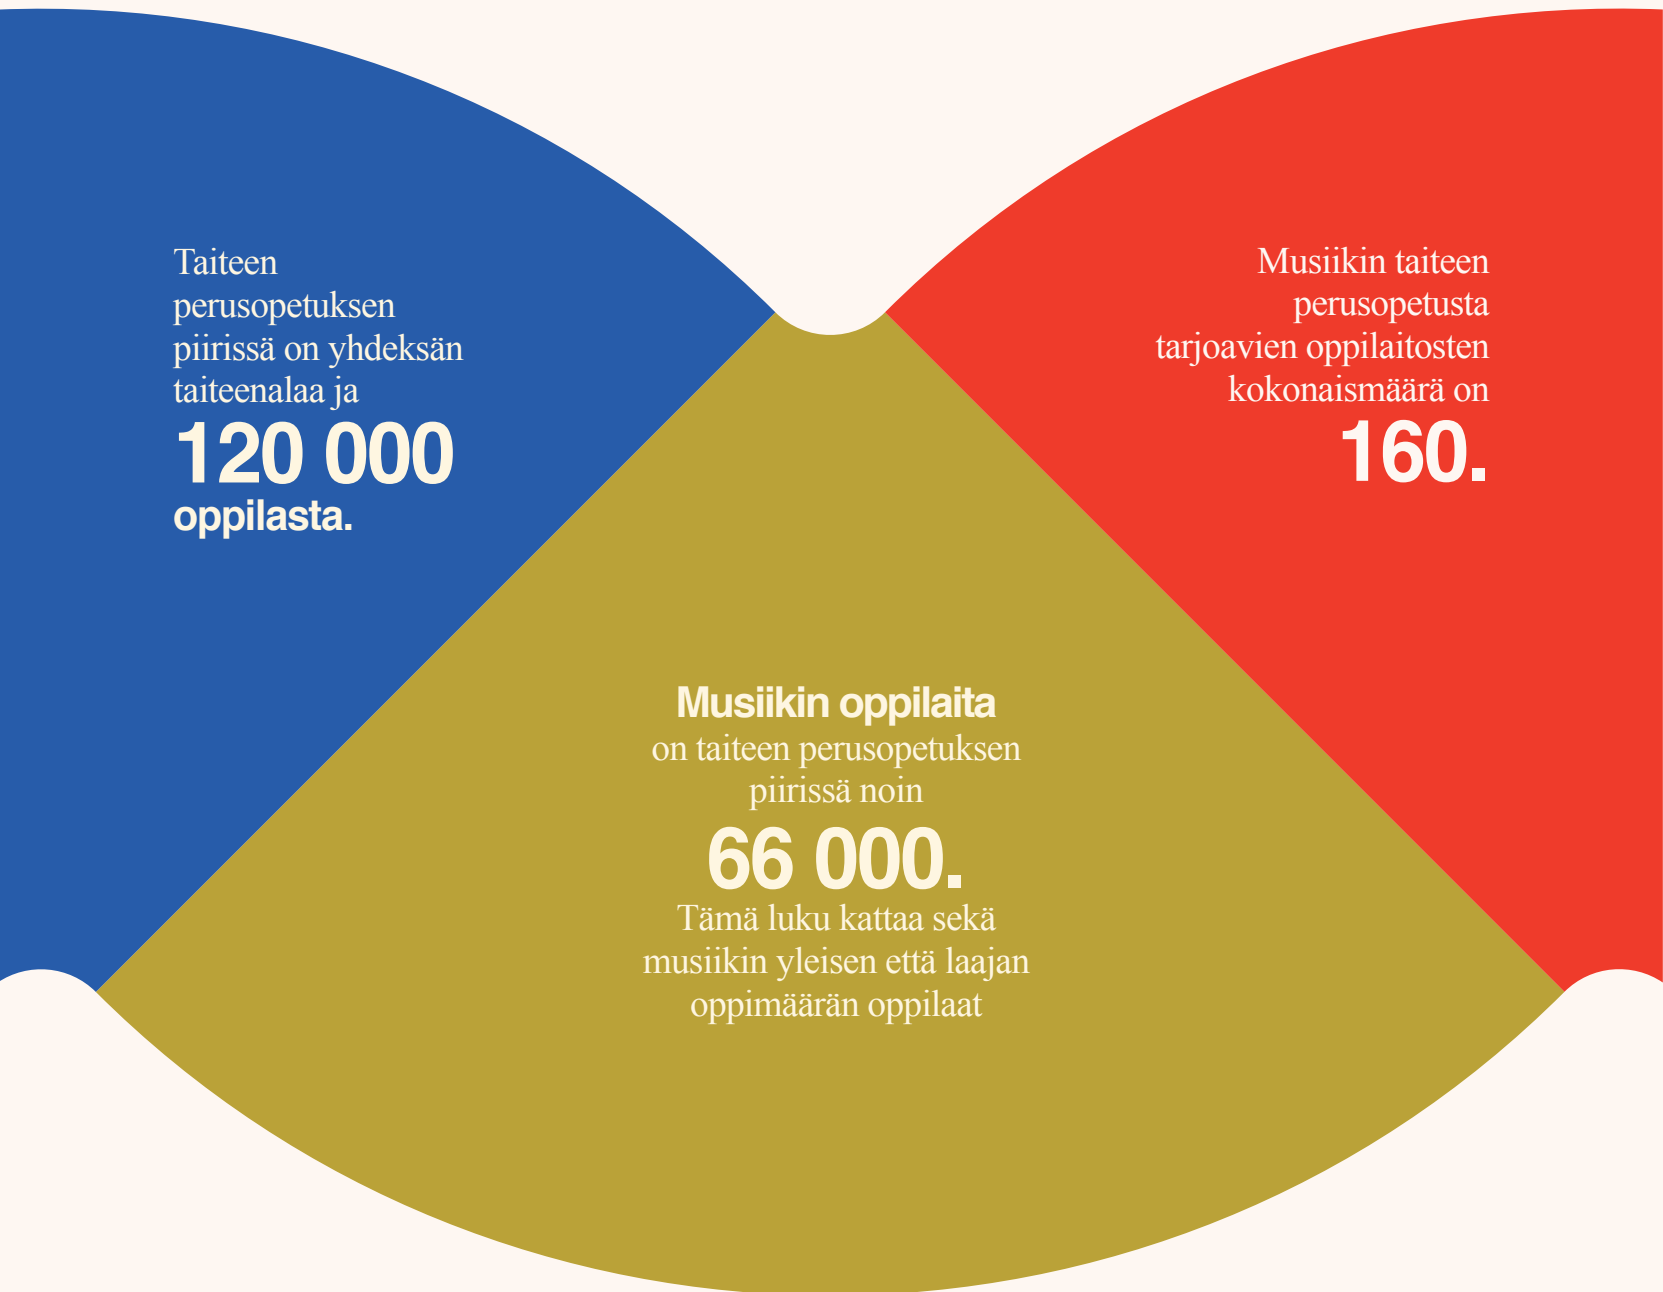 Taiteen
perusopetuksen
piirissä on yhdeksän
taiteenalaa ja
120 000
oppilasta.
Musiikin taiteen
perusopetusta
tarjoavien oppilaitosten
kokonaismäärä on
160.
Musiikin oppilaita
on taiteen perusopetuksen
piirissä noin
66 000.
Tämä luku kattaa sekä
musiikin yleisen että laajan
oppimäärän oppilaat